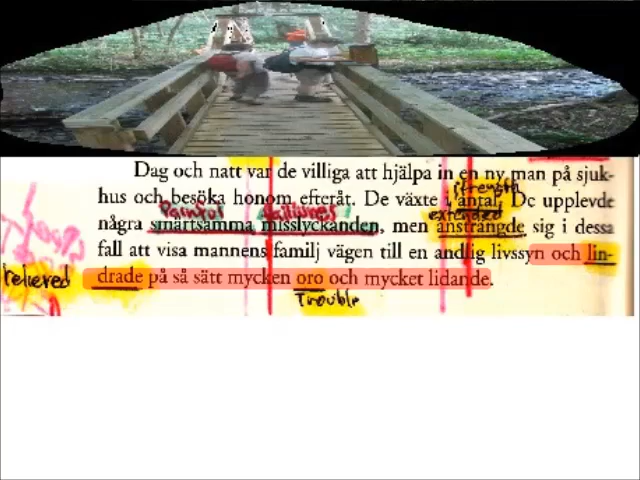 Dag och natt var de villiga att hjälpa in en ny man på sjuk-
hus och besöka honom efteråt. De växte i antal. De upplevde
strength
Painful
extended
några smärtsamma misslyckanden, men ansträngde sig i dessa
fall att visa mannens familj vägen till en andlig livssyn och lin-
relieved
drade på så sätt mycken oro och mycket lidande.
Trouble